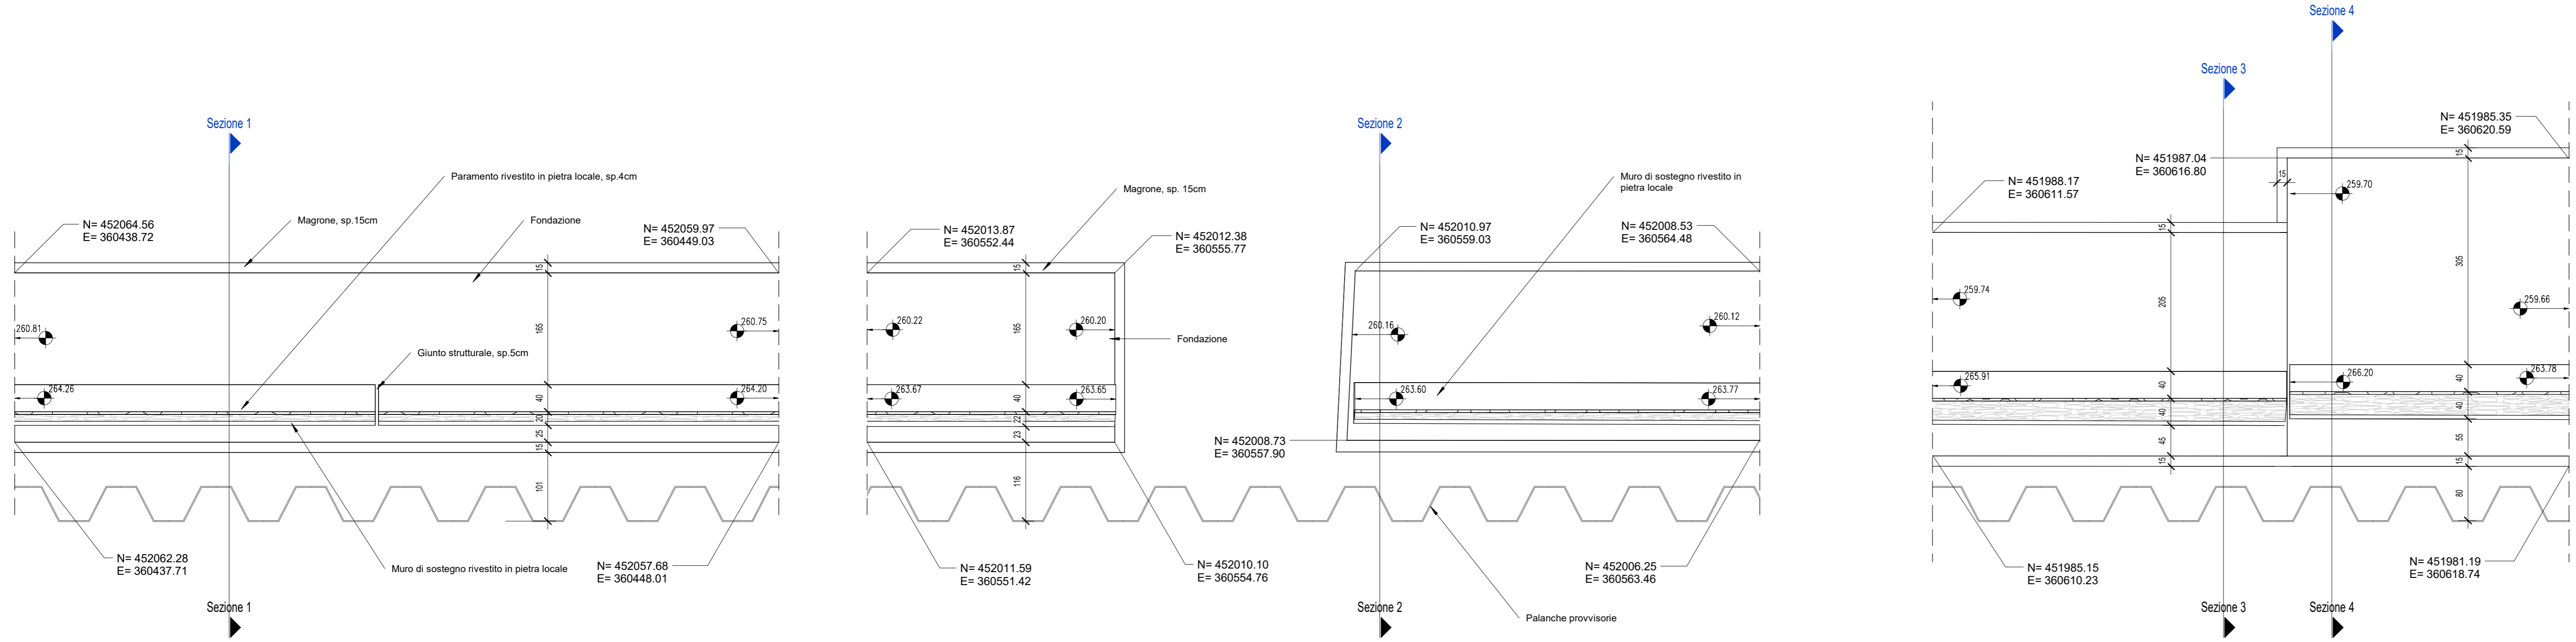 Sezione 4
Sezione 3
Sezione 1
Sezione 2
N= 451985.35
E= 360620.59
N= 451987.04
E= 360616.80
15
15
259.70
Paramento rivestito in pietra locale, sp.4cm
Magrone, sp. 15cm
Muro di sostegno rivestito in
pietra locale
N= 451988.17
E= 360611.57
N= 452064.56
E= 360438.72
Magrone, sp.15cm
Fondazione
N= 452059.97
E= 360449.03
N= 452013.87
E= 360552.44
N= 452012.38
E= 360555.77
N= 452010.97
E= 360559.03
N= 452008.53
E= 360564.48
15
15
15
305
259.74
259.66
205
260.81
260.75
165
260.22
260.20
165
260.16
260.12
Fondazione
Giunto strutturale, sp.5cm
264.26
264.20
40
263.67
263.65
40
263.60
263.77
265.91
40
266.20
263.78
40
20
22
40
40
25
23
45
55
15
15
15
N= 452008.73
E= 360557.90
101
116
80
N= 452062.28
E= 360437.71
Muro di sostegno rivestito in pietra locale
N= 452057.68
E= 360448.01
N= 452011.59
E= 360551.42
N= 452010.10
E= 360554.76
N= 452006.25
E= 360563.46
N= 451985.15
E= 360610.23
N= 451981.19
E= 360618.74
Palanche provvisorie
Sezione 1
Sezione 2
Sezione 3
Sezione 4